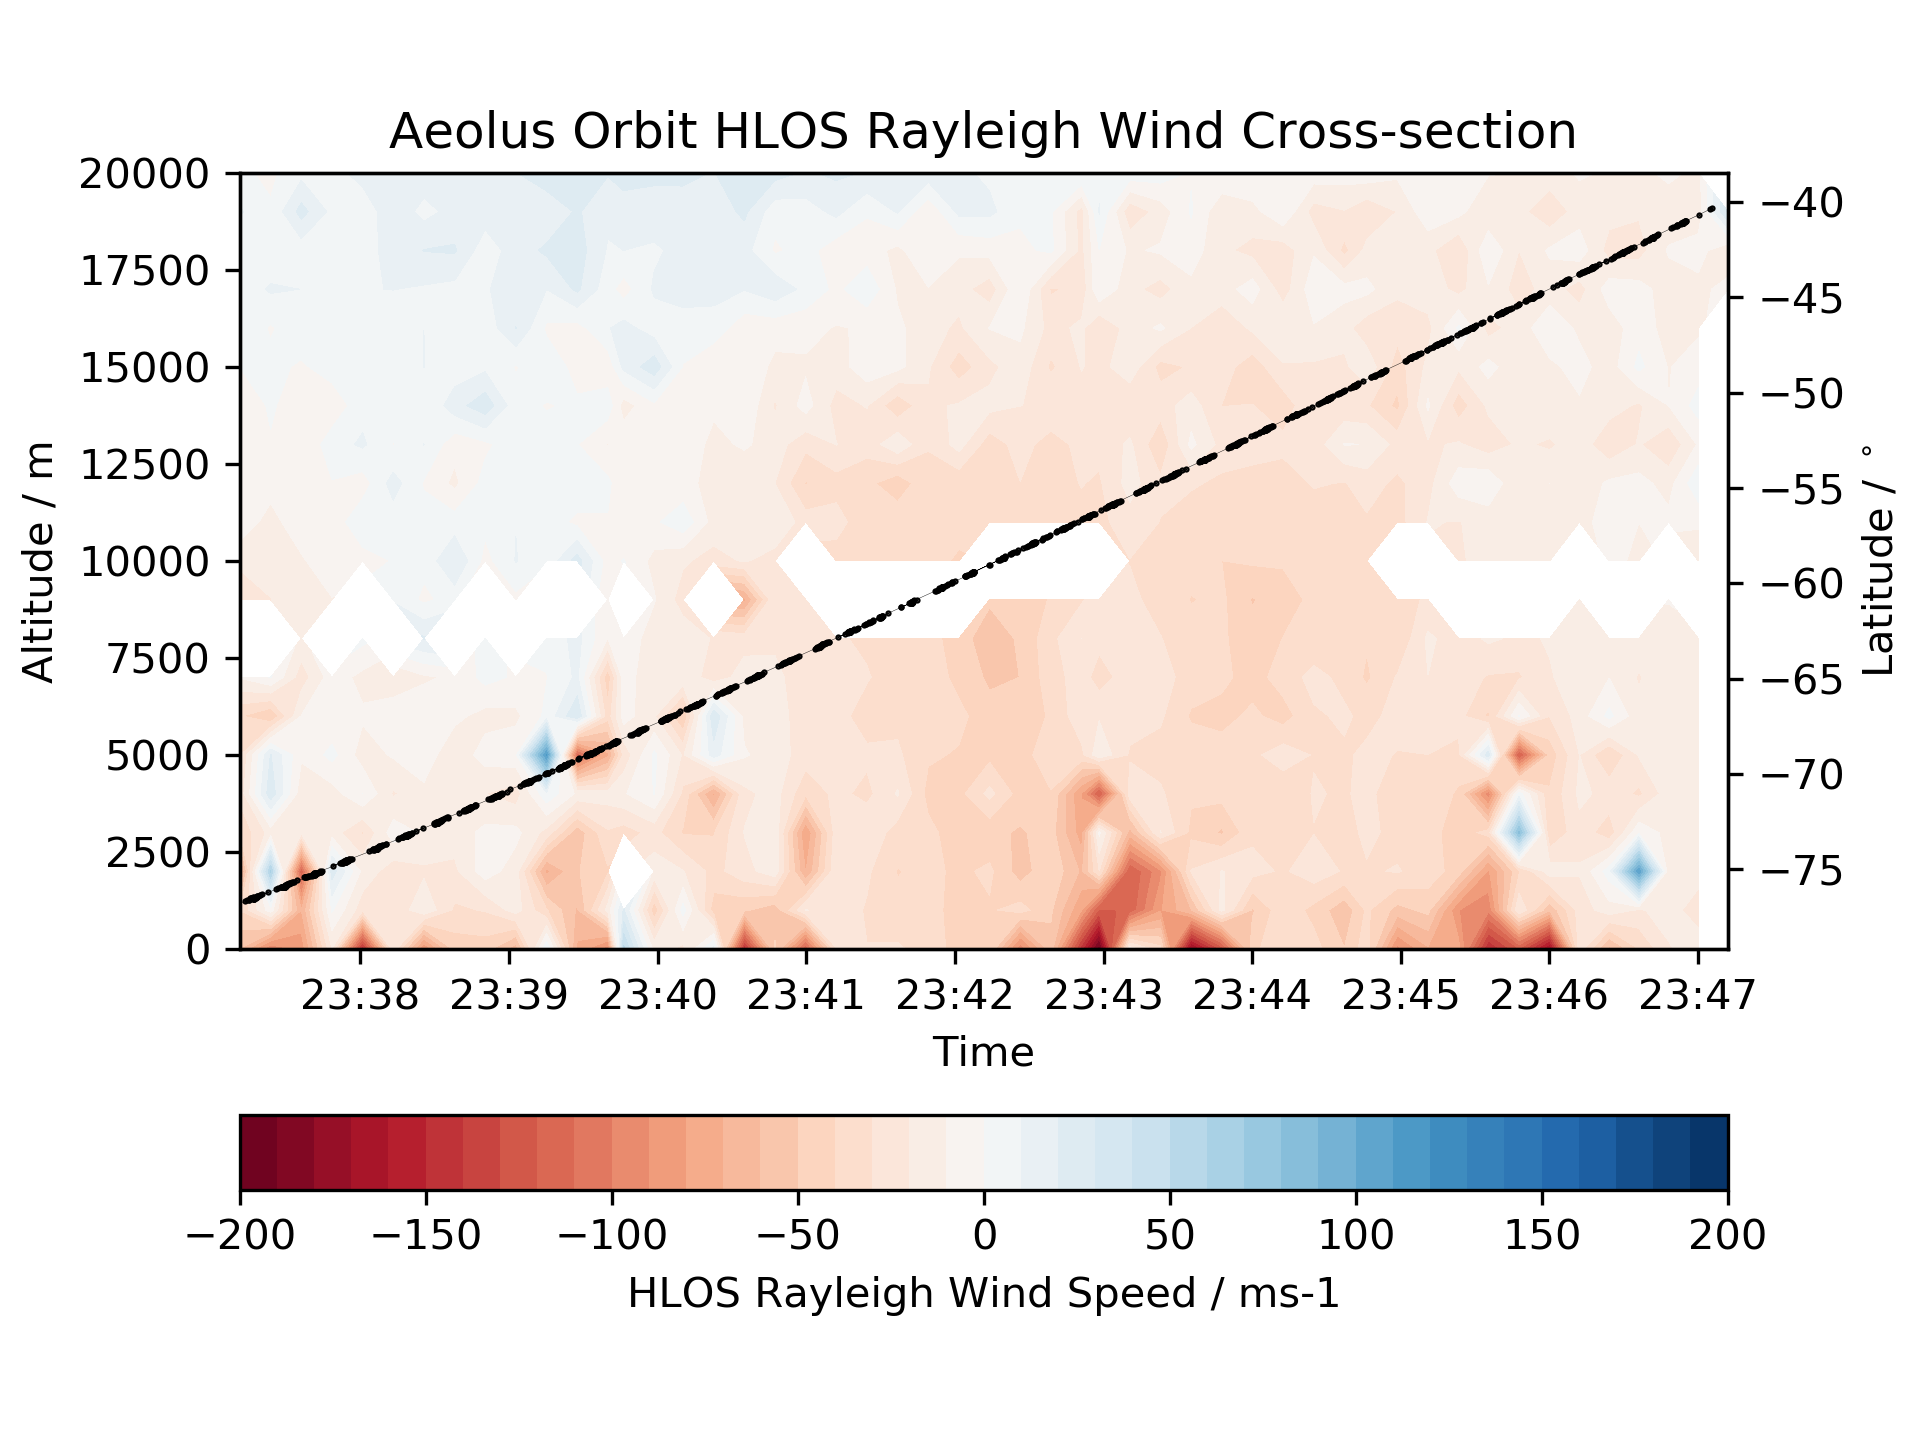 Aeolus Orbit HLOS Rayleigh Wind Cross-section
20000
17500
15000
12500
10000
7500
5000
2500
0
Altitude / m
−40
−45
−50
−55
−60
−65
−70
−75
Latitude / °
23:38 23:39 23:40 23:41 23:42 23:43 23:44 23:45 23:46 23:47
Time
−200 −150 −100 −50 0 50 100 150 200
HLOS Rayleigh Wind Speed / ms-1